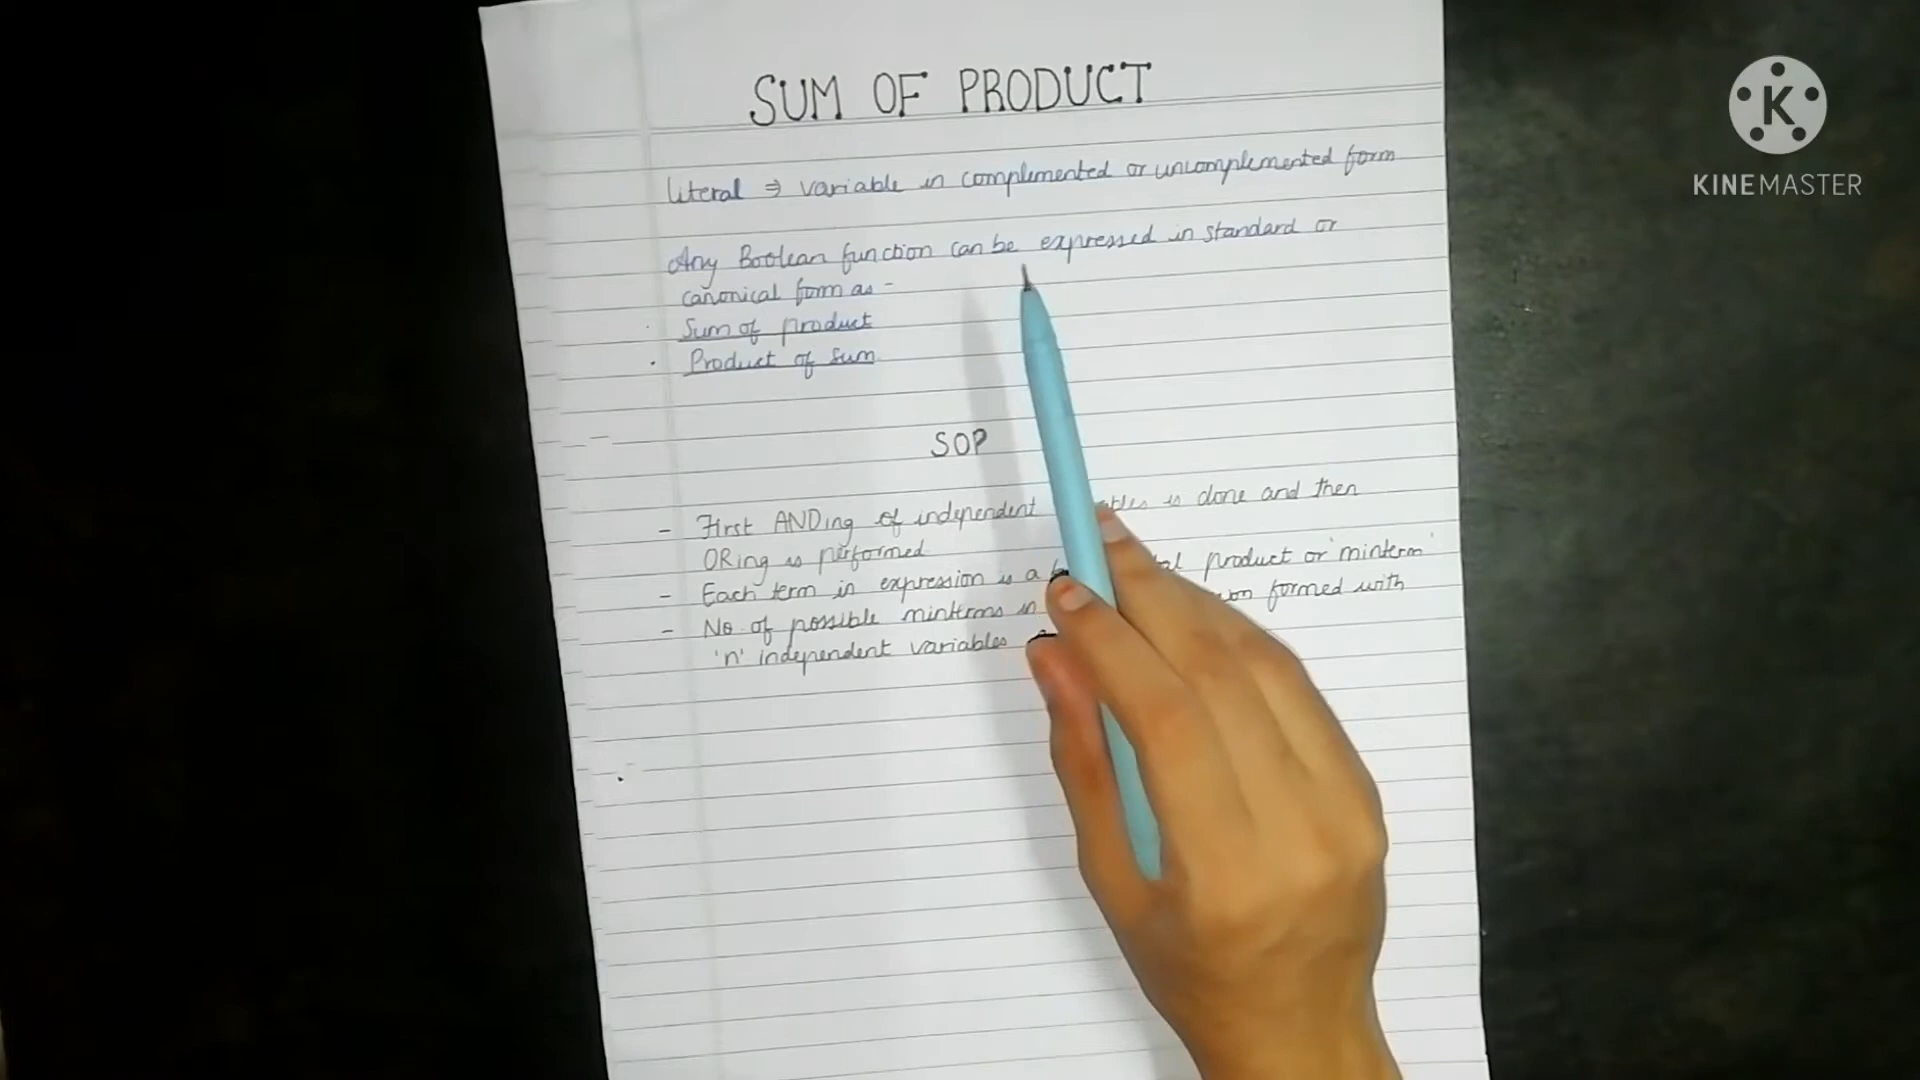 SUM OF PRODUCT
K
KINEMASTER
literal ⇒ variable in complemented or uncomplemented form
Any Boolean function can be expressed in standard or
canonical form as -
. Sum of product
. Product of Sum
SOP
- First ANDing of independent is done and then
ORing is performed
- Each term in expression is a product or 'minterm'
- No. of possible minterms in formed with
'n' independent variables